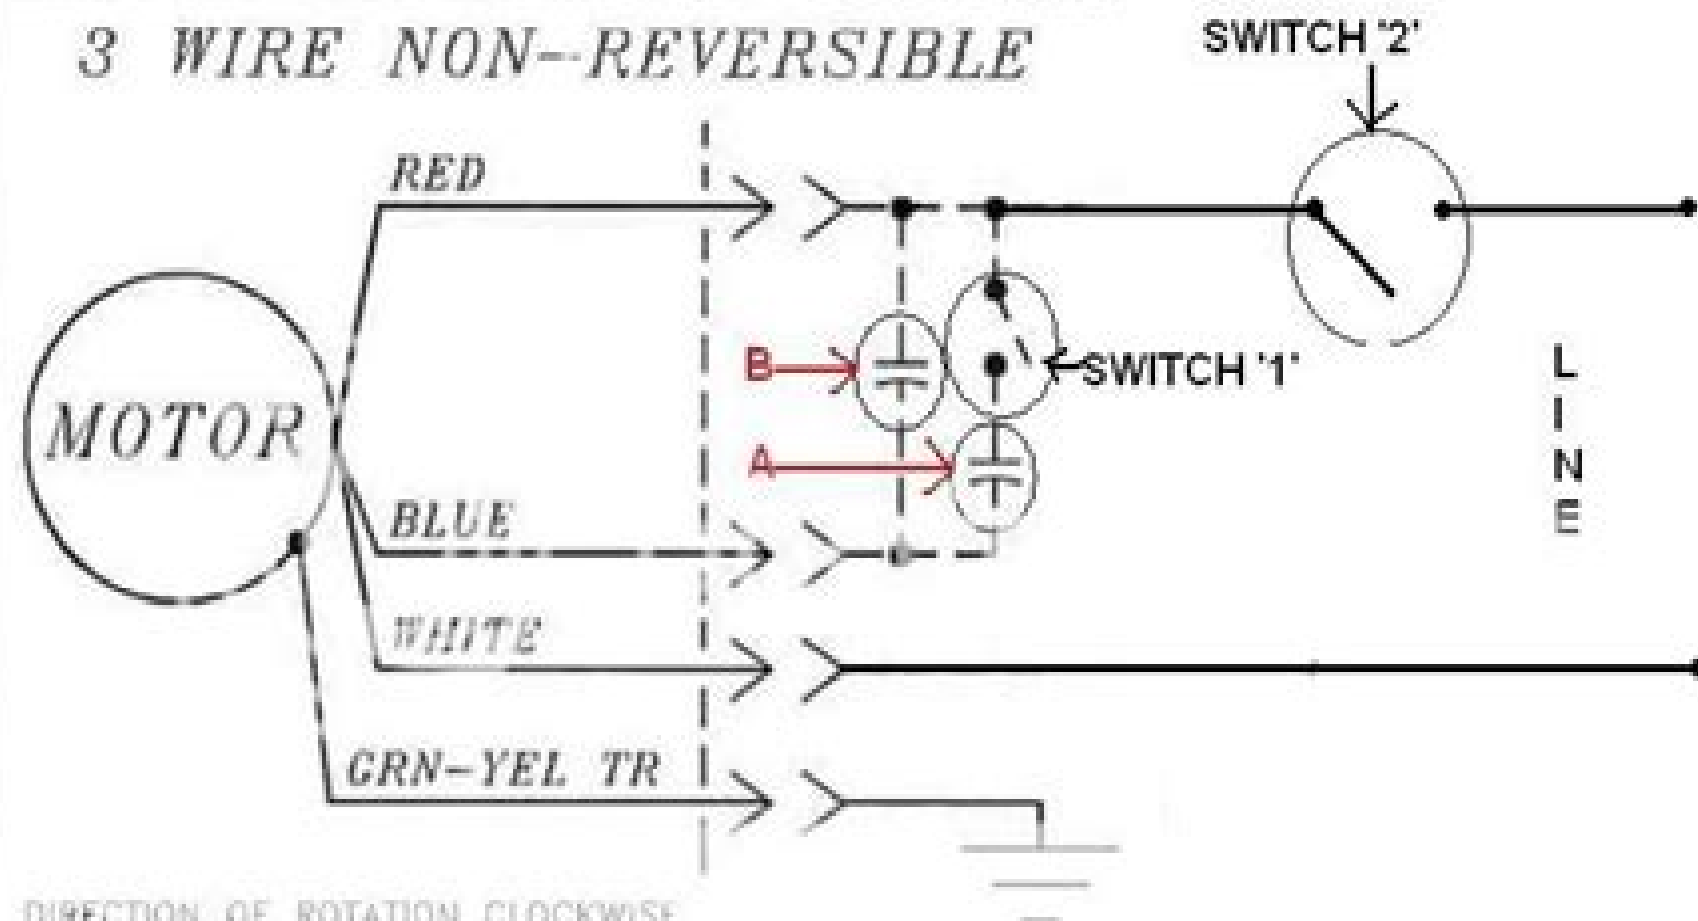 3 WIRE NON-REVERSIBLE
SWITCH '2'
RED
B
SWITCH '1'
MOTOR
A
LINE
BLUE
WHITE
GRN-YEL TR
DIRECTION OF ROTATION CLOCKWISE